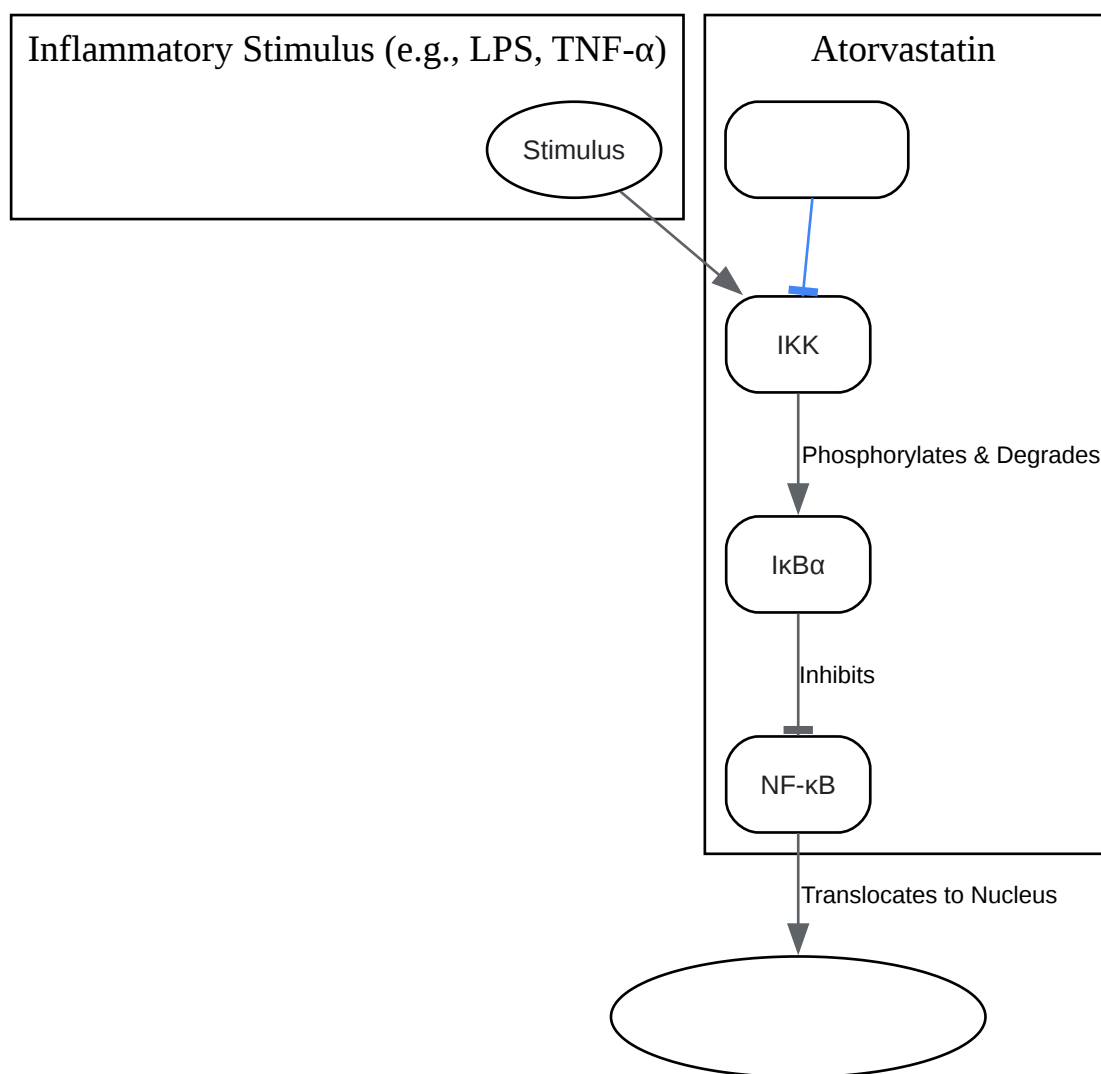 Inflammatory Stimulus (e.g., LPS, TNF-α)
Atorvastatin
Stimulus
IKK
Phosphorylates & Degrades
IκBα
Inhibits
NF-κB
Translocates to Nucleus